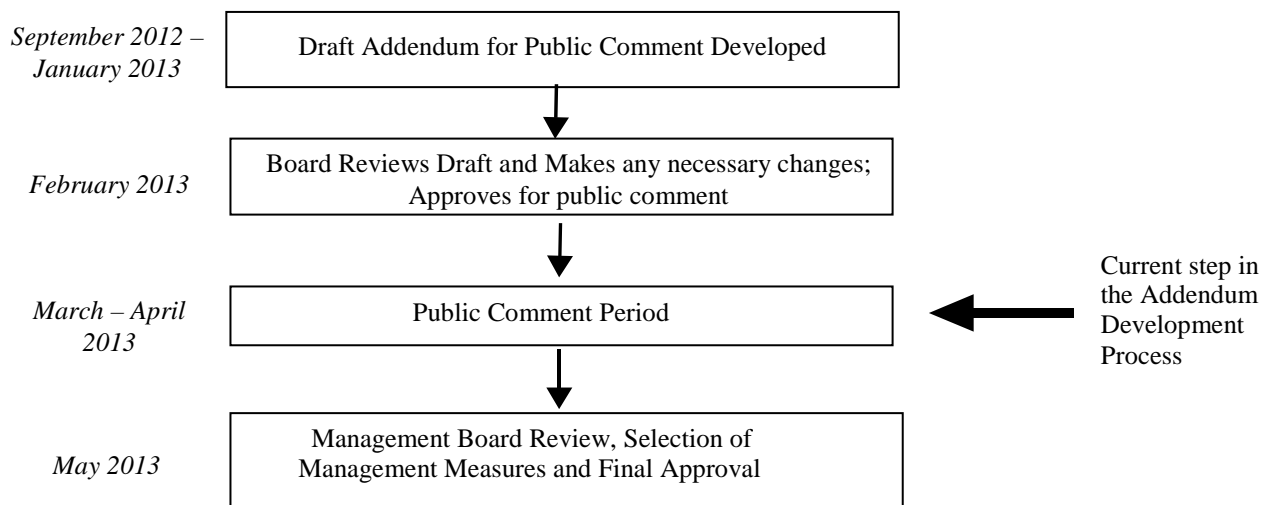 September 2012 –
January 2013
Draft Addendum for Public Comment Developed
February 2013
Board Reviews Draft and Makes any necessary changes;
Approves for public comment
March – April
2013
Public Comment Period
Current step in
the Addendum
Development
Process
May 2013
Management Board Review, Selection of
Management Measures and Final Approval